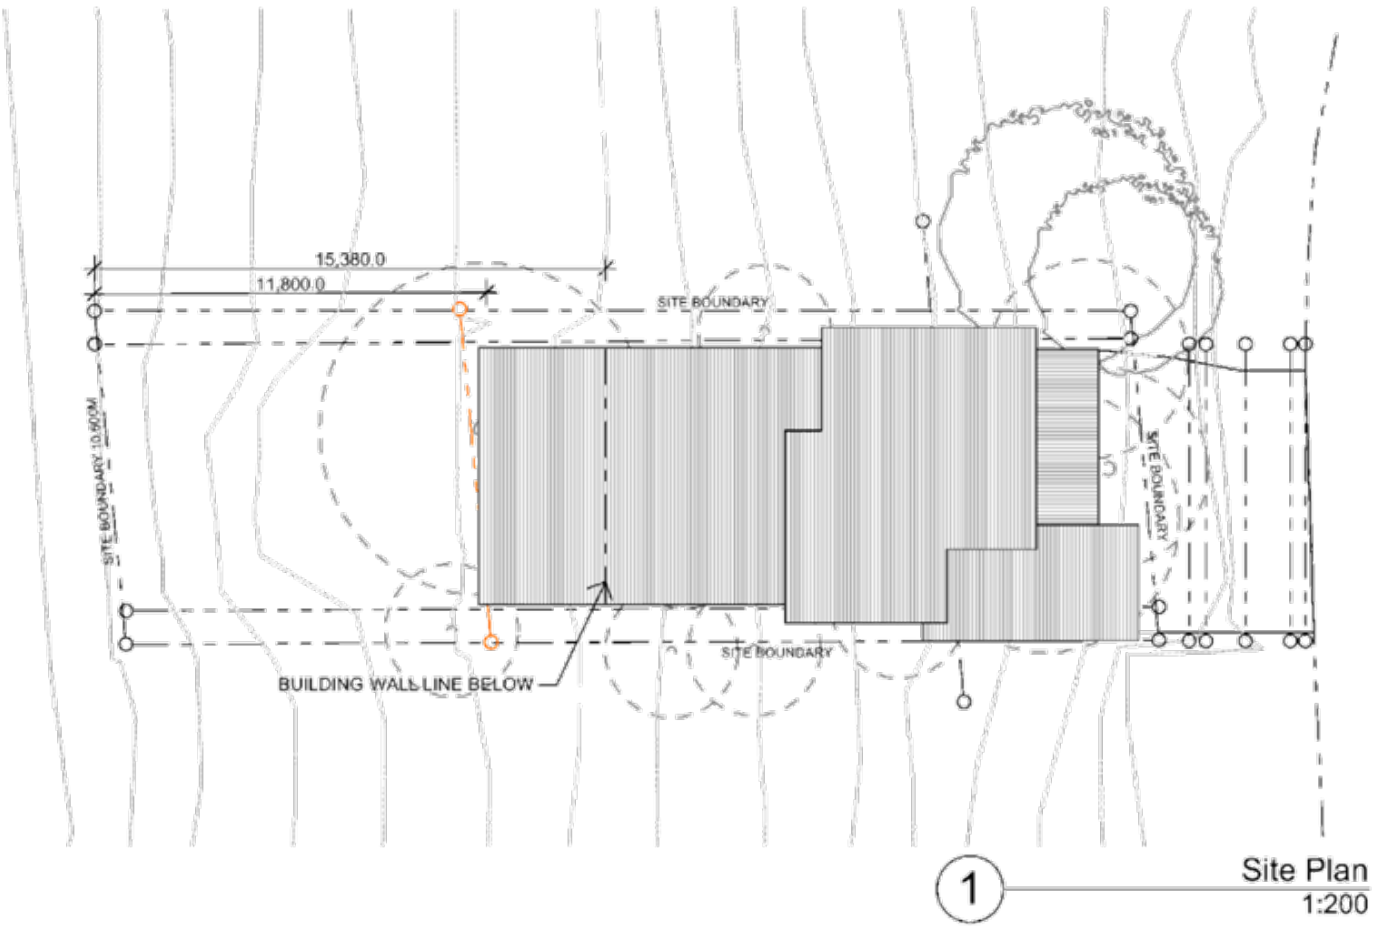 15,380.0
11,800.0
SITE BOUNDARY
SITE BOUNDARY 10.600M
SITE BOUNDARY
SITE BOUNDARY
BUILDING WALL LINE BELOW
1
Site Plan
1:200